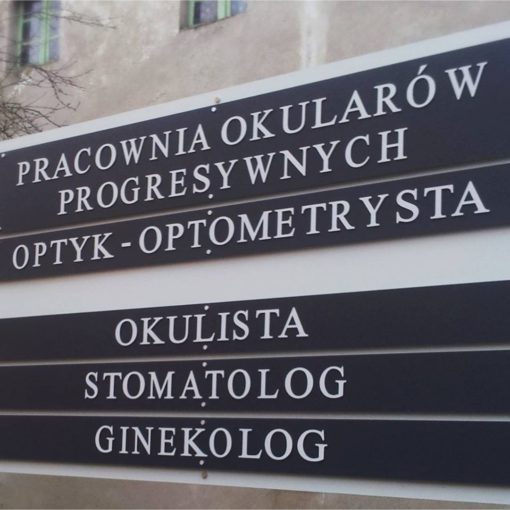 PRACOWNIA OKULARÓW
PROGRESYWNYCH
OPTYK - OPTOMETRYSTA
OKULISTA
STOMATOLOG
GINEKOLOG